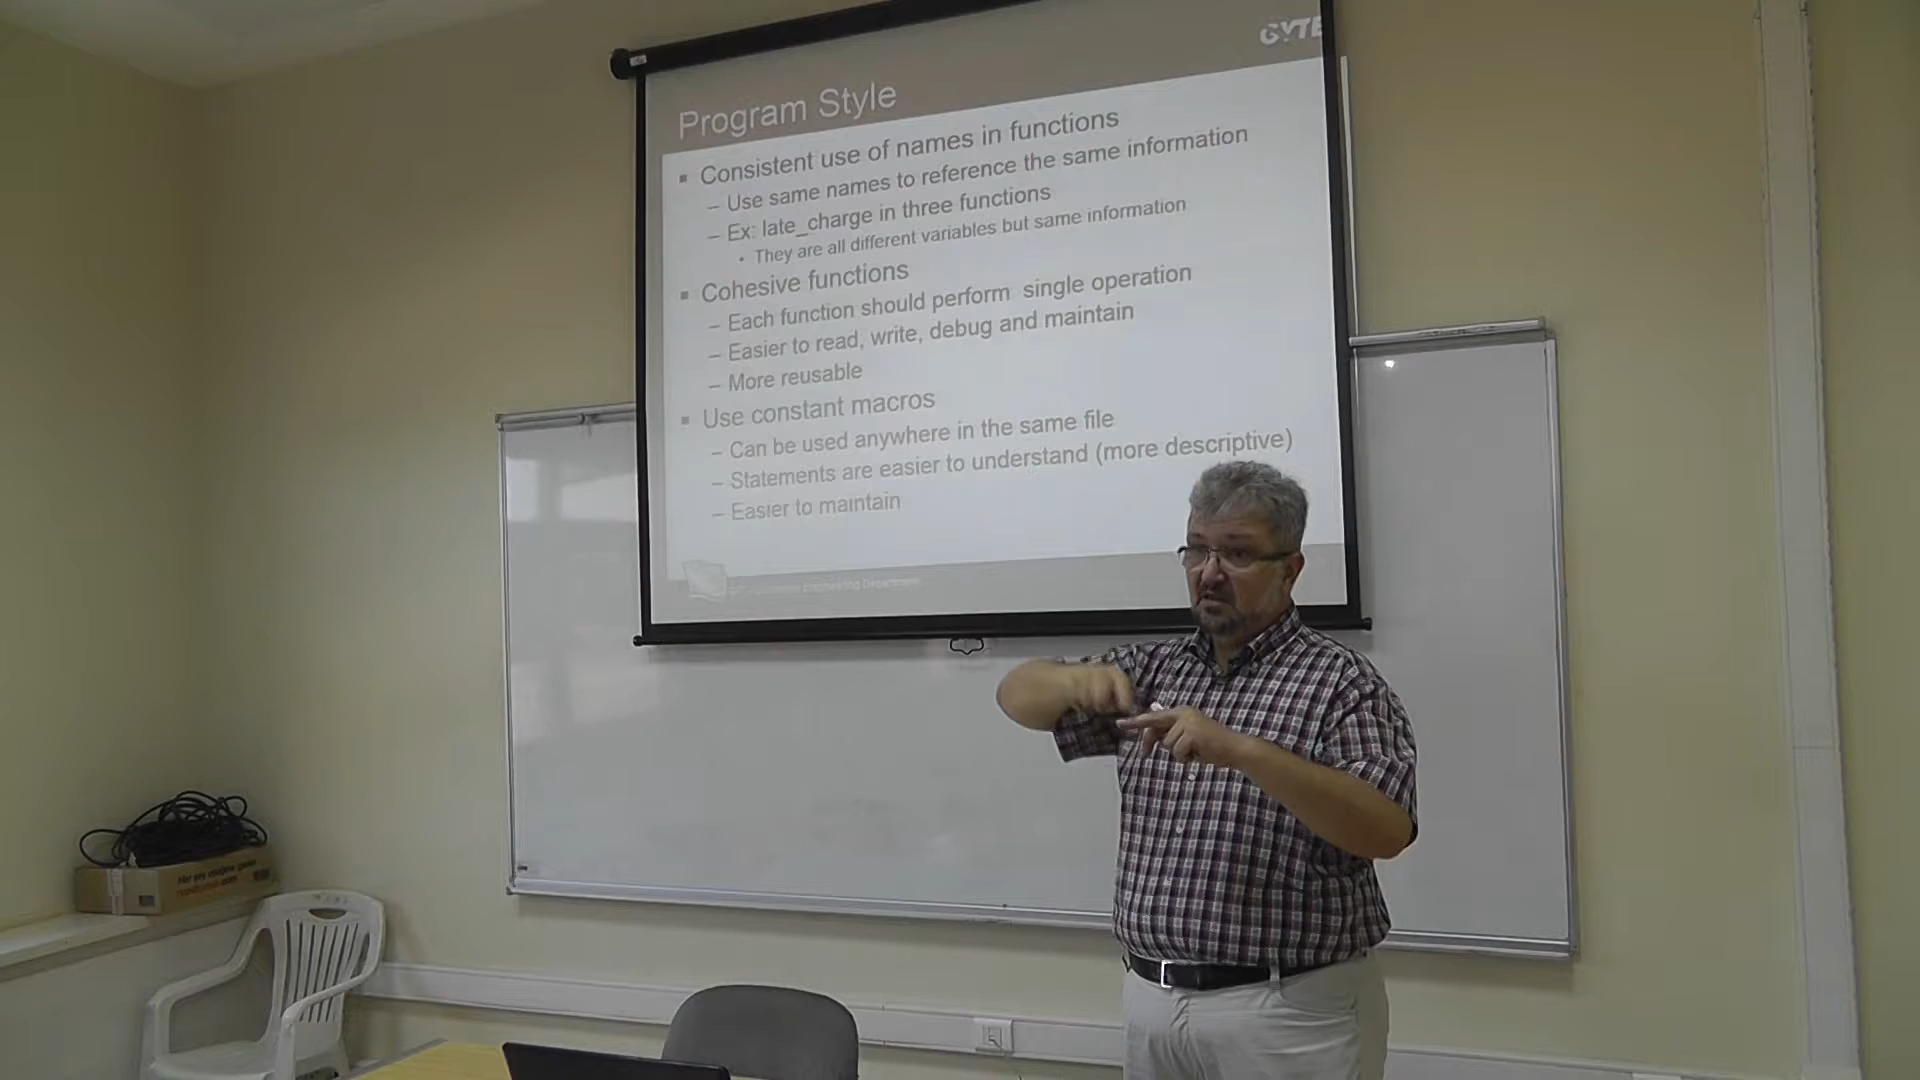 GYTE
Program Style
▪ Consistent use of names in functions
– Use same names to reference the same information
– Ex: late_charge in three functions
• They are all different variables but same information
▪ Cohesive functions
– Each function should perform single operation
– Easier to read, write, debug and maintain
– More reusable
▪ Use constant macros
– Can be used anywhere in the same file
– Statements are easier to understand (more descriptive)
– Easier to maintain
Engineering Department
Her şey